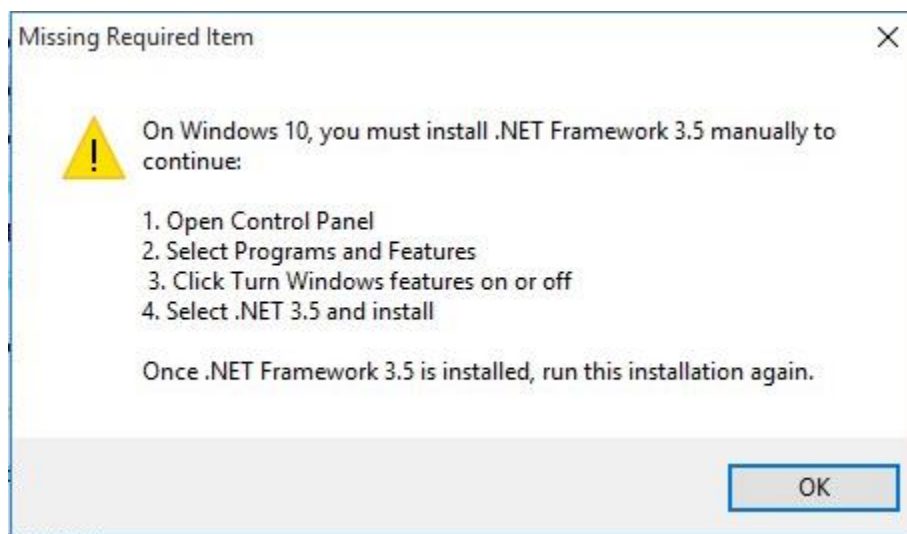 Missing Required Item
On Windows 10, you must install .NET Framework 3.5 manually to
continue:
1. Open Control Panel
2. Select Programs and Features
3. Click Turn Windows features on or off
4. Select .NET 3.5 and install
Once .NET Framework 3.5 is installed, run this installation again.
OK